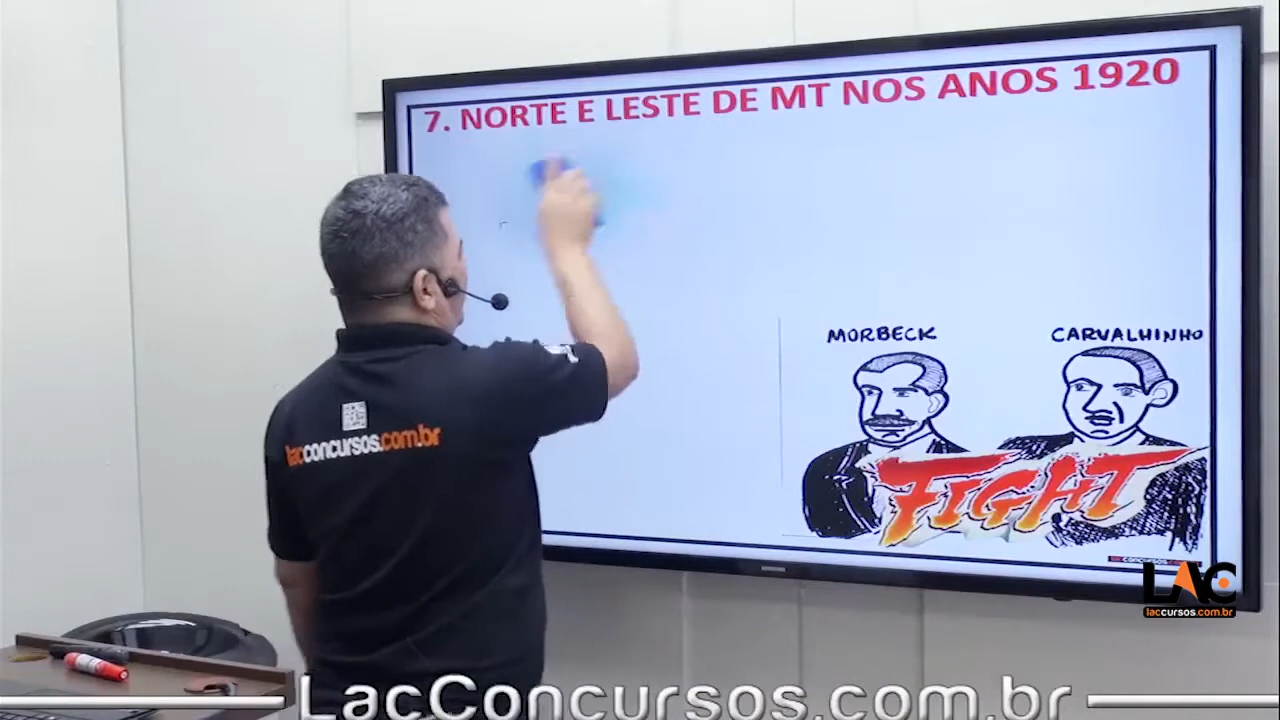 7. NORTE E LESTE DE MT NOS ANOS 1920
MORBECK
CARVALHINHO
FIGHT
lacconcursos.com.br
LAC
laccursos.com.br
LacConcursos.com.br